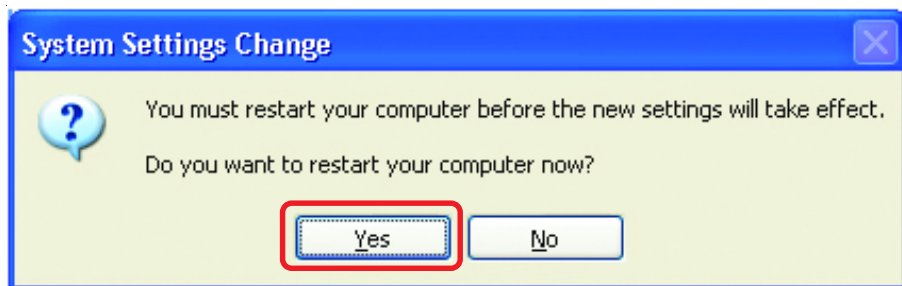 System Settings Change
You must restart your computer before the new settings will take effect.
Do you want to restart your computer now?
Yes No